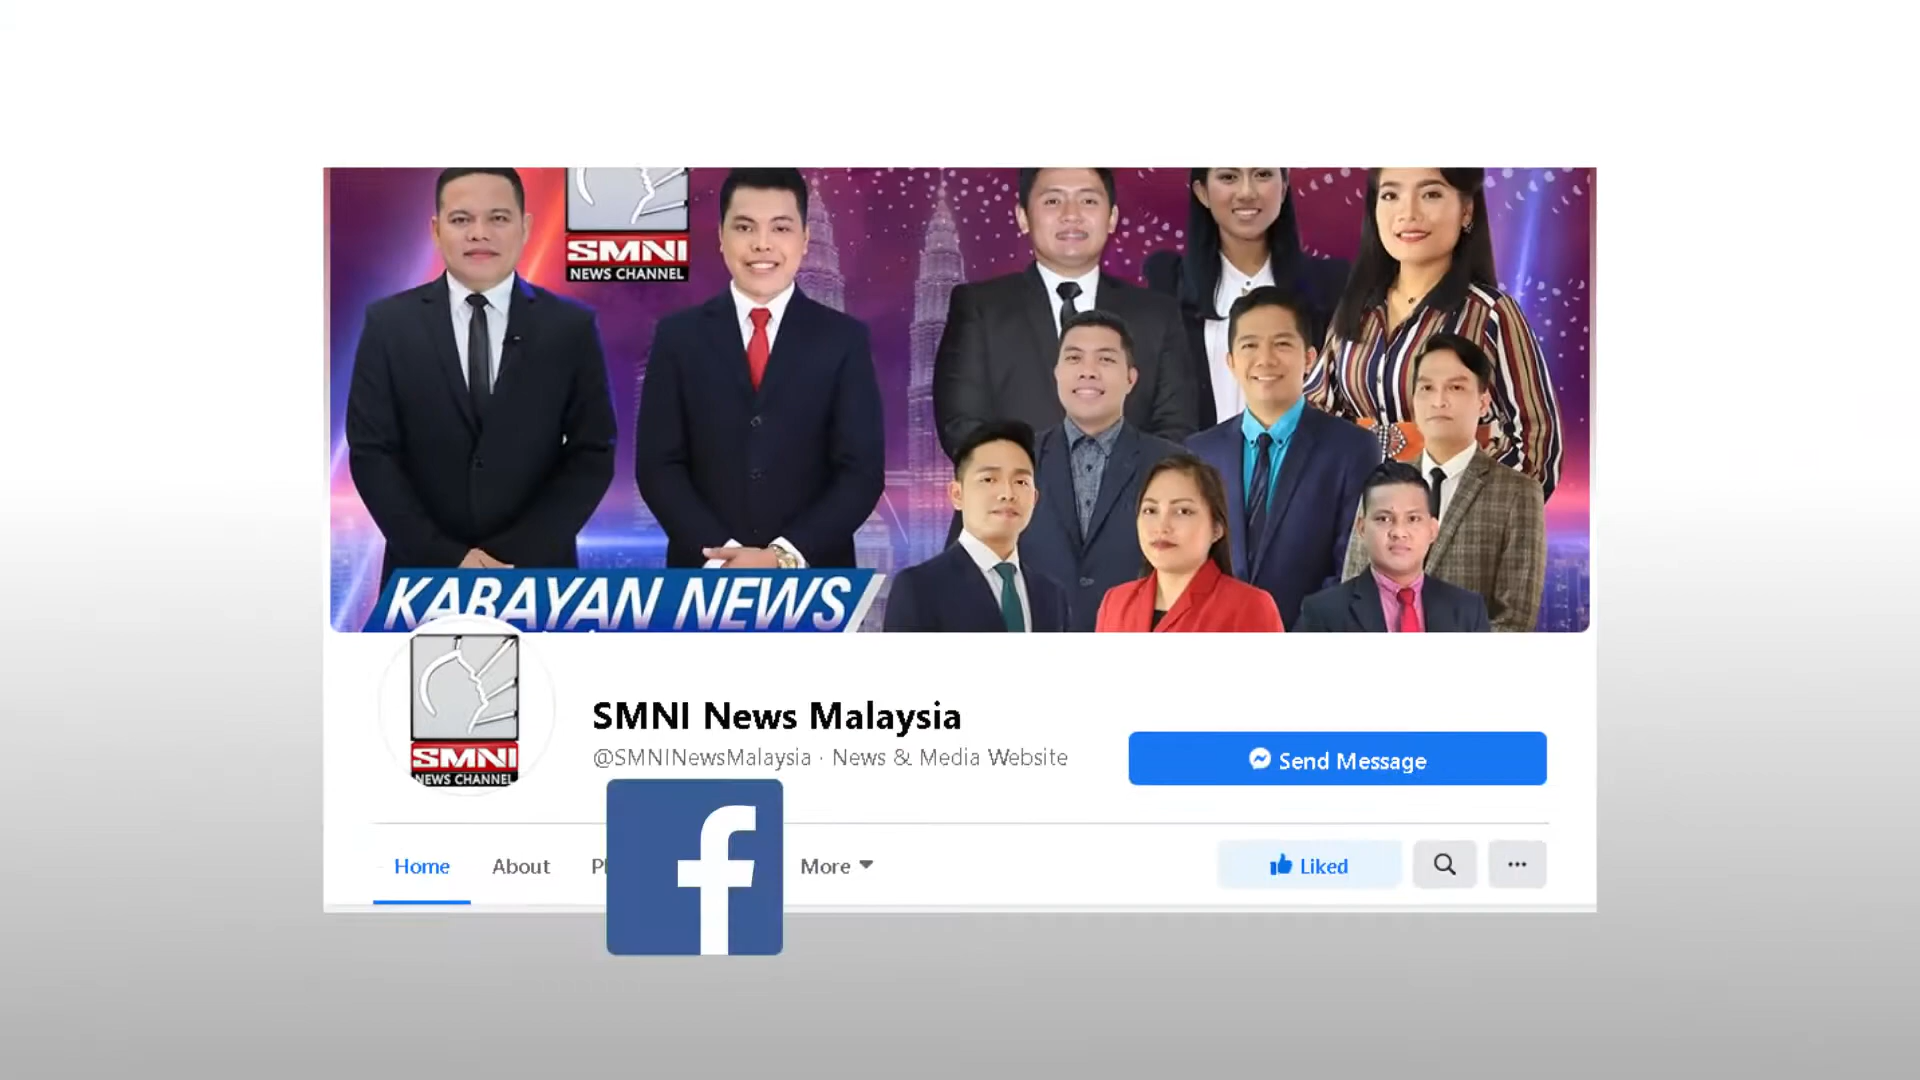 SMNI
NEWS CHANNEL
KABAYAN NEWS
SMNI
NEWS CHANNEL
SMNI News Malaysia
@SMNINewsMalaysia · News & Media Website
Send Message
Home
About
More
Liked